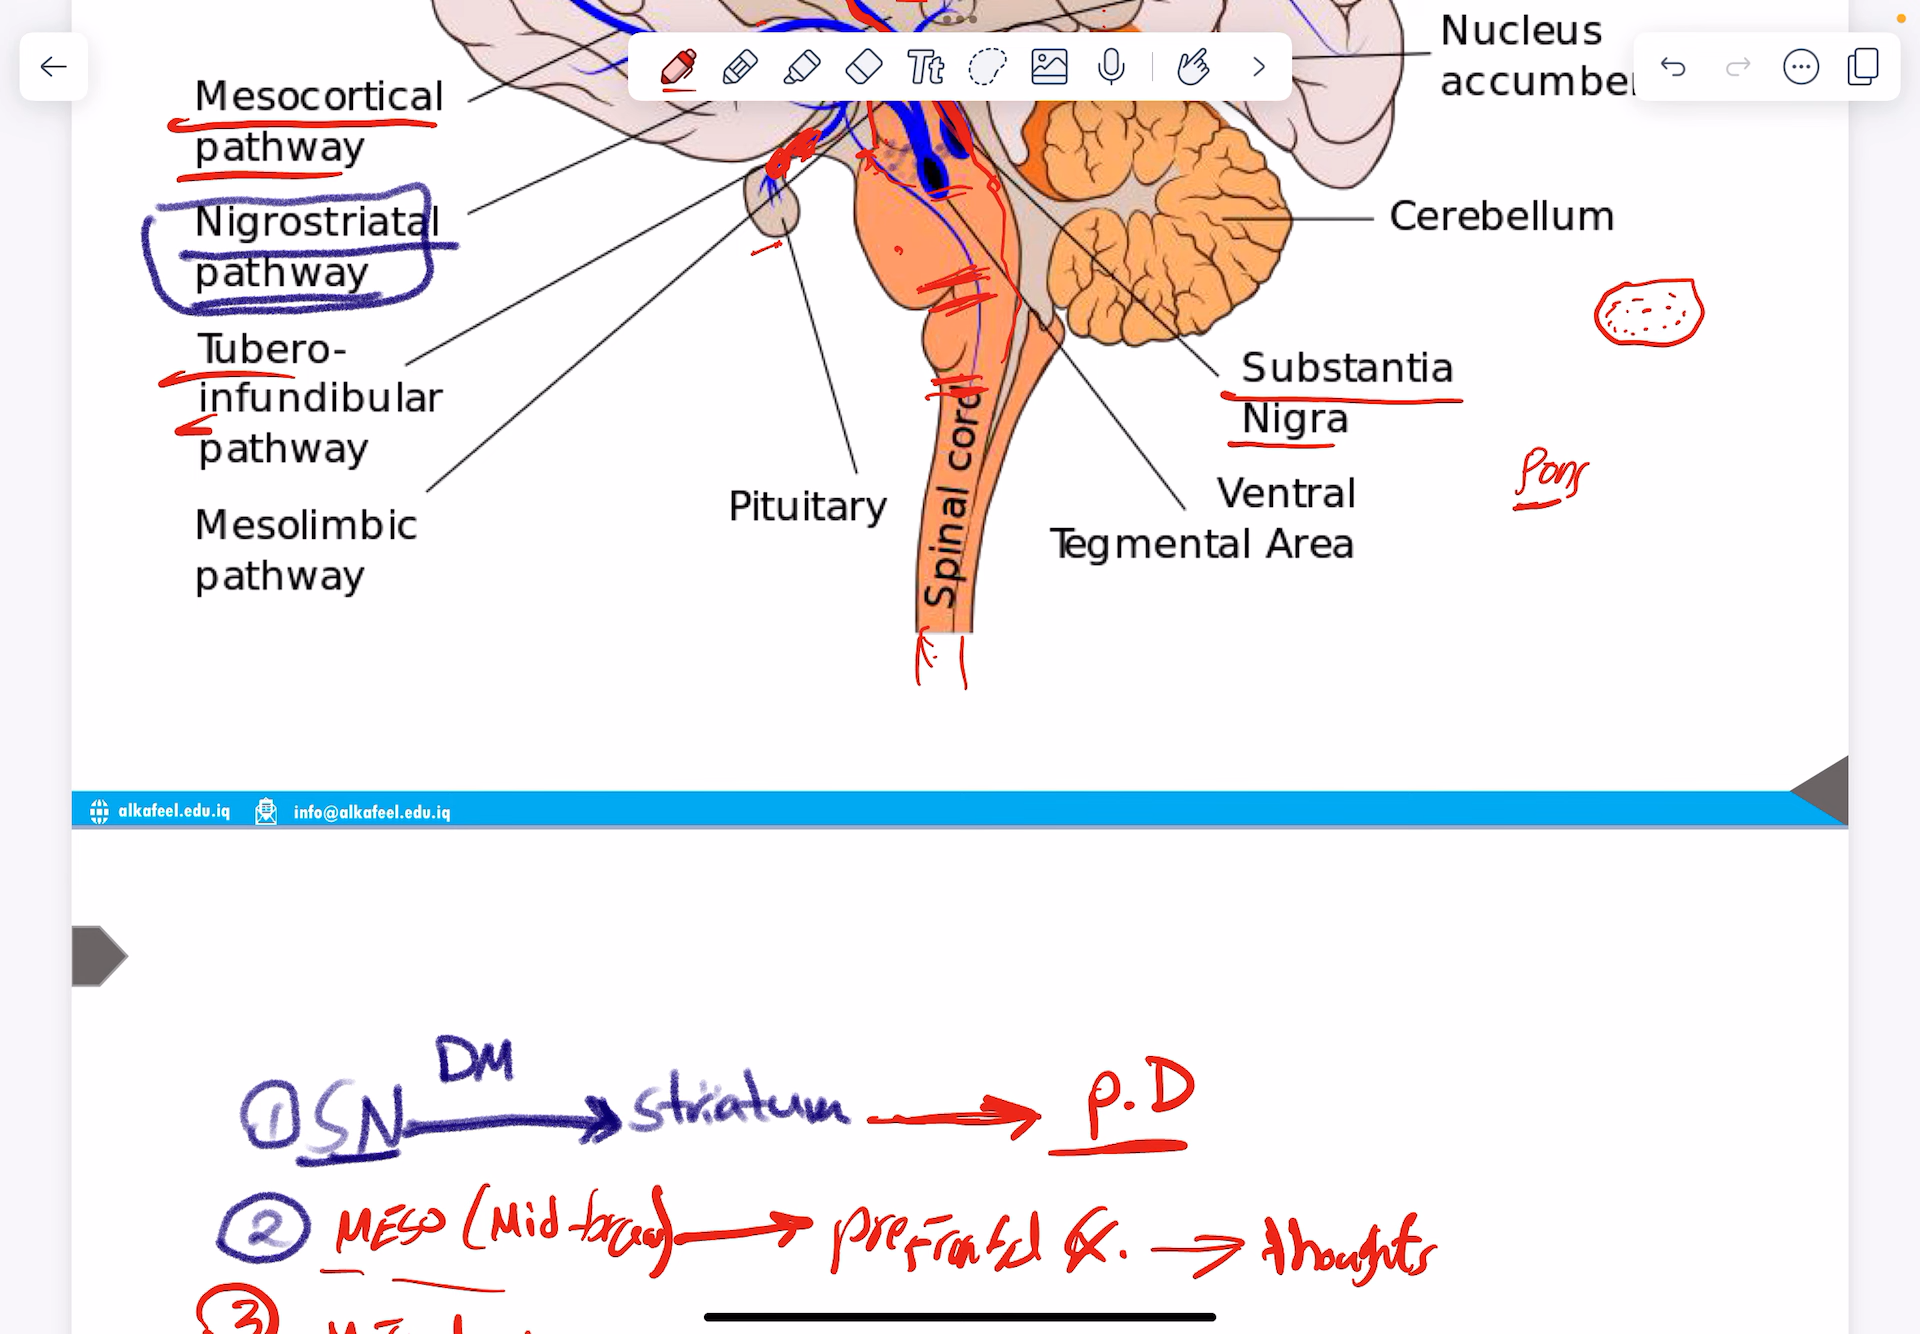 Nucleus
accumbe
Mesocortical
pathway
Nigrostriatal
pathway
Cerebellum
Tubero-
infundibular
pathway
Substantia
Nigra
Pons
Mesolimbic
pathway
Pituitary
Spinal cord
Ventral
Tegmental Area
alkafeel.edu.iq info@alkafeel.edu.iq
① SN DM striatum P.D
② MESO (Mid-brain) prefrontal thoughts
③
Tt